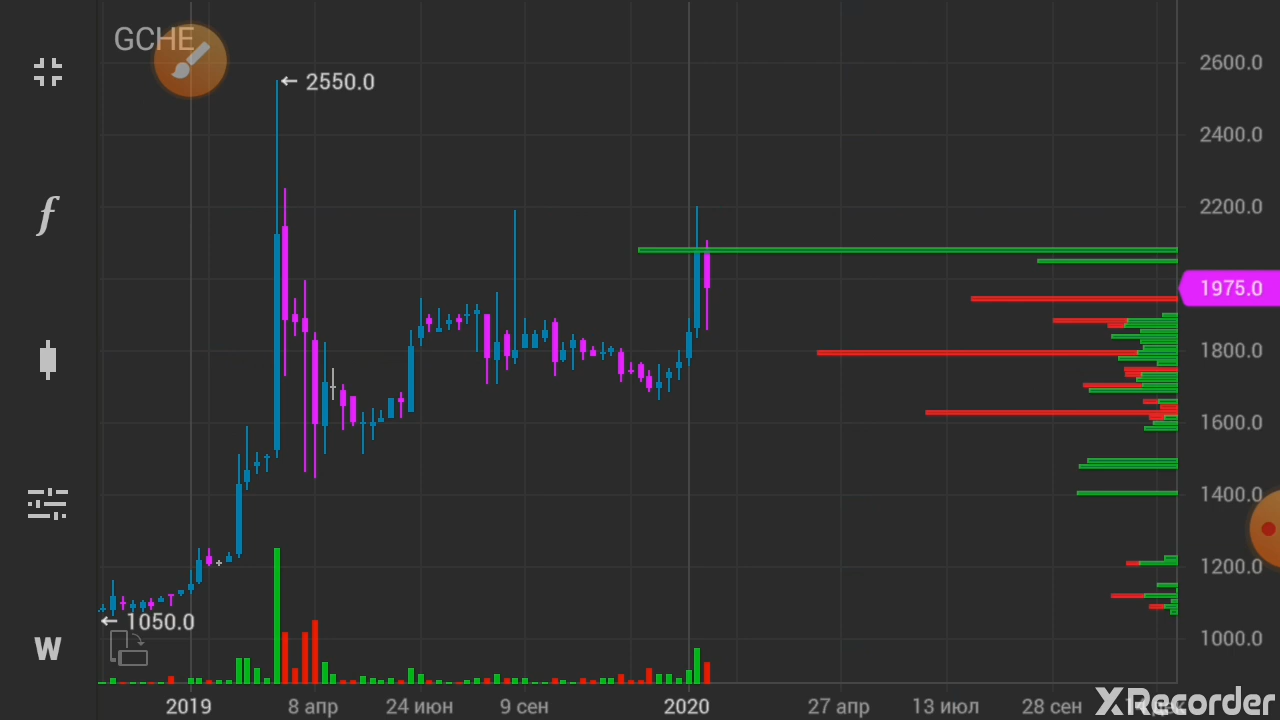 GCHE
2550.0
1050.0
2600.0
2400.0
2200.0
1975.0
1800.0
1600.0
1400.0
1200.0
1000.0
f
W
2019
8 апр
24 июн
9 сен
2020
27 апр
13 июл
28 сен
XRecorder